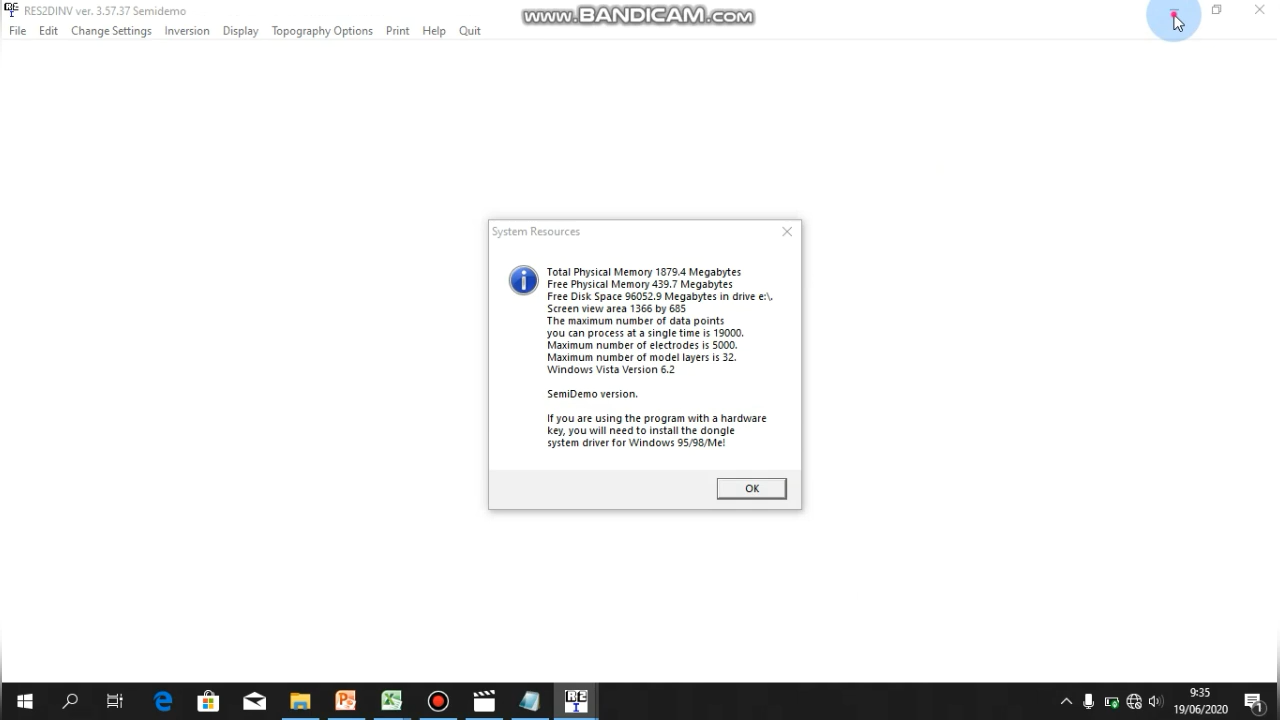 RES2DINV ver. 3.57.37 Semidemo
www.BANDICAM.com
File Edit Change Settings Inversion Display Topography Options Print Help Quit
System Resources
Total Physical Memory 1879.4 Megabytes
Free Physical Memory 439.7 Megabytes
Free Disk Space 96052.9 Megabytes in drive e:\.
Screen view area 1366 by 685
The maximum number of data points
you can process at a single time is 19000.
Maximum number of electrodes is 5000.
Maximum number of model layers is 32.
Windows Vista Version 6.2
SemiDemo version.
If you are using the program with a hardware
key, you will need to install the dongle
system driver for Windows 95/98/Me!
OK
9:35
19/06/2020
1